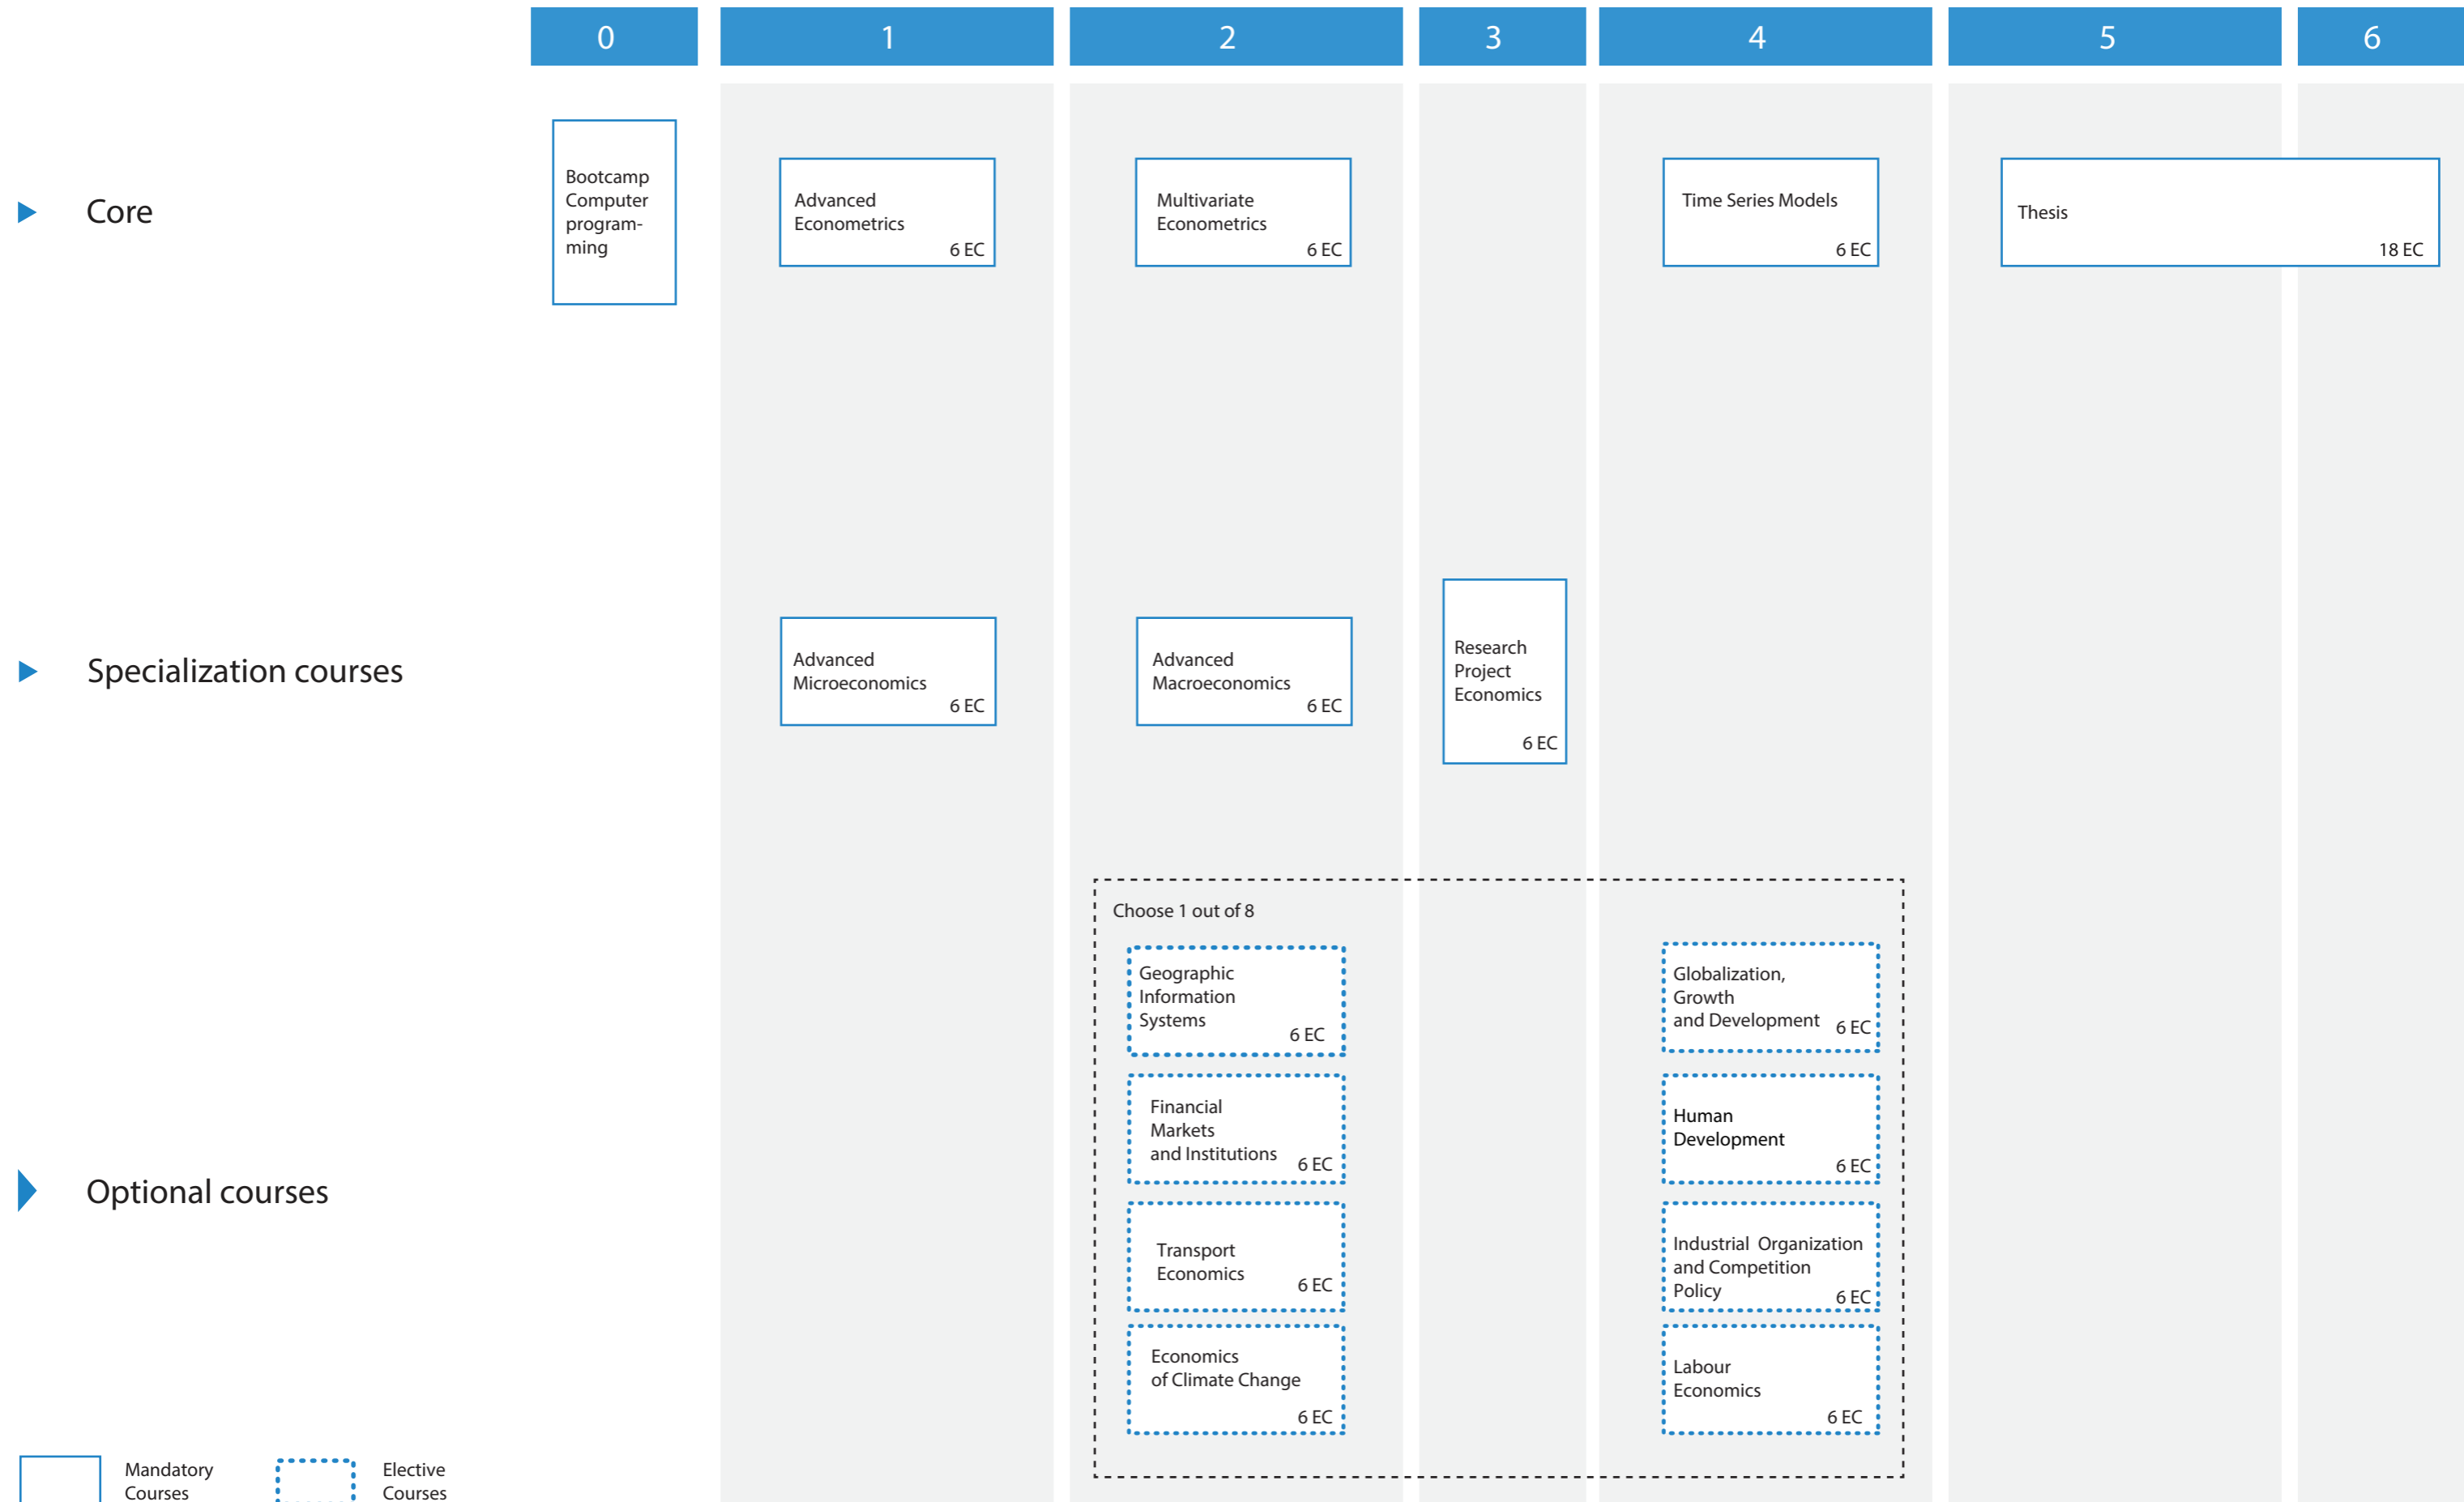 0
1
2
3
4
5
6
Core
Bootcamp
Computer
program-
ming
Advanced
Econometrics
6 EC
Multivariate
Econometrics
6 EC
Time Series Models
6 EC
Thesis
18 EC
Specialization courses
Advanced
Microeconomics
6 EC
Advanced
Macroeconomics
6 EC
Research
Project
Economics
6 EC
Optional courses
Choose 1 out of 8
Geographic
Information
Systems
6 EC
Financial
Markets
and Institutions
6 EC
Transport
Economics
6 EC
Economics
of Climate Change
6 EC
Globalization,
Growth
and Development
6 EC
Human
Development
6 EC
Industrial Organization
and Competition
Policy
6 EC
Labour
Economics
6 EC
Mandatory
Courses
Elective
Courses